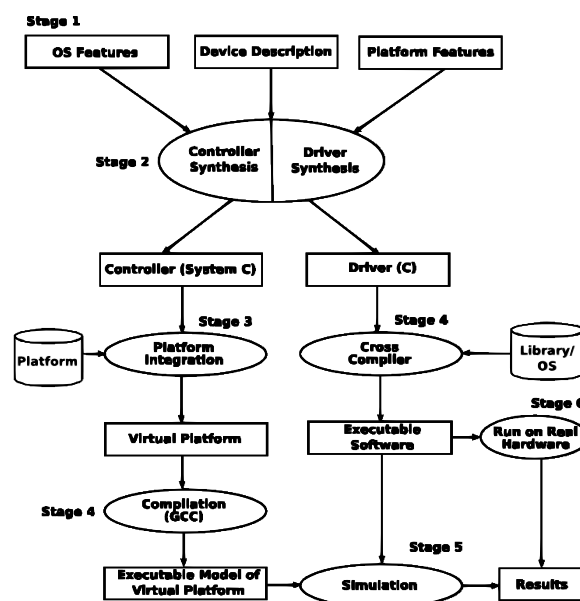 Stage 1
OS Features
Device Description
Platform Features
Stage 2
Controller
Synthesis
Driver
Synthesis
Controller (System C)
Driver (C)
Stage 3
Stage 4
Platform
Platform
Integration
Cross
Compiler
Library/
OS
Stage 6
Virtual Platform
Executable
Software
Run on Real
Hardware
Stage 4
Compilation
(GCC)
Stage 5
Executable Model of
Virtual Platform
Simulation
Results